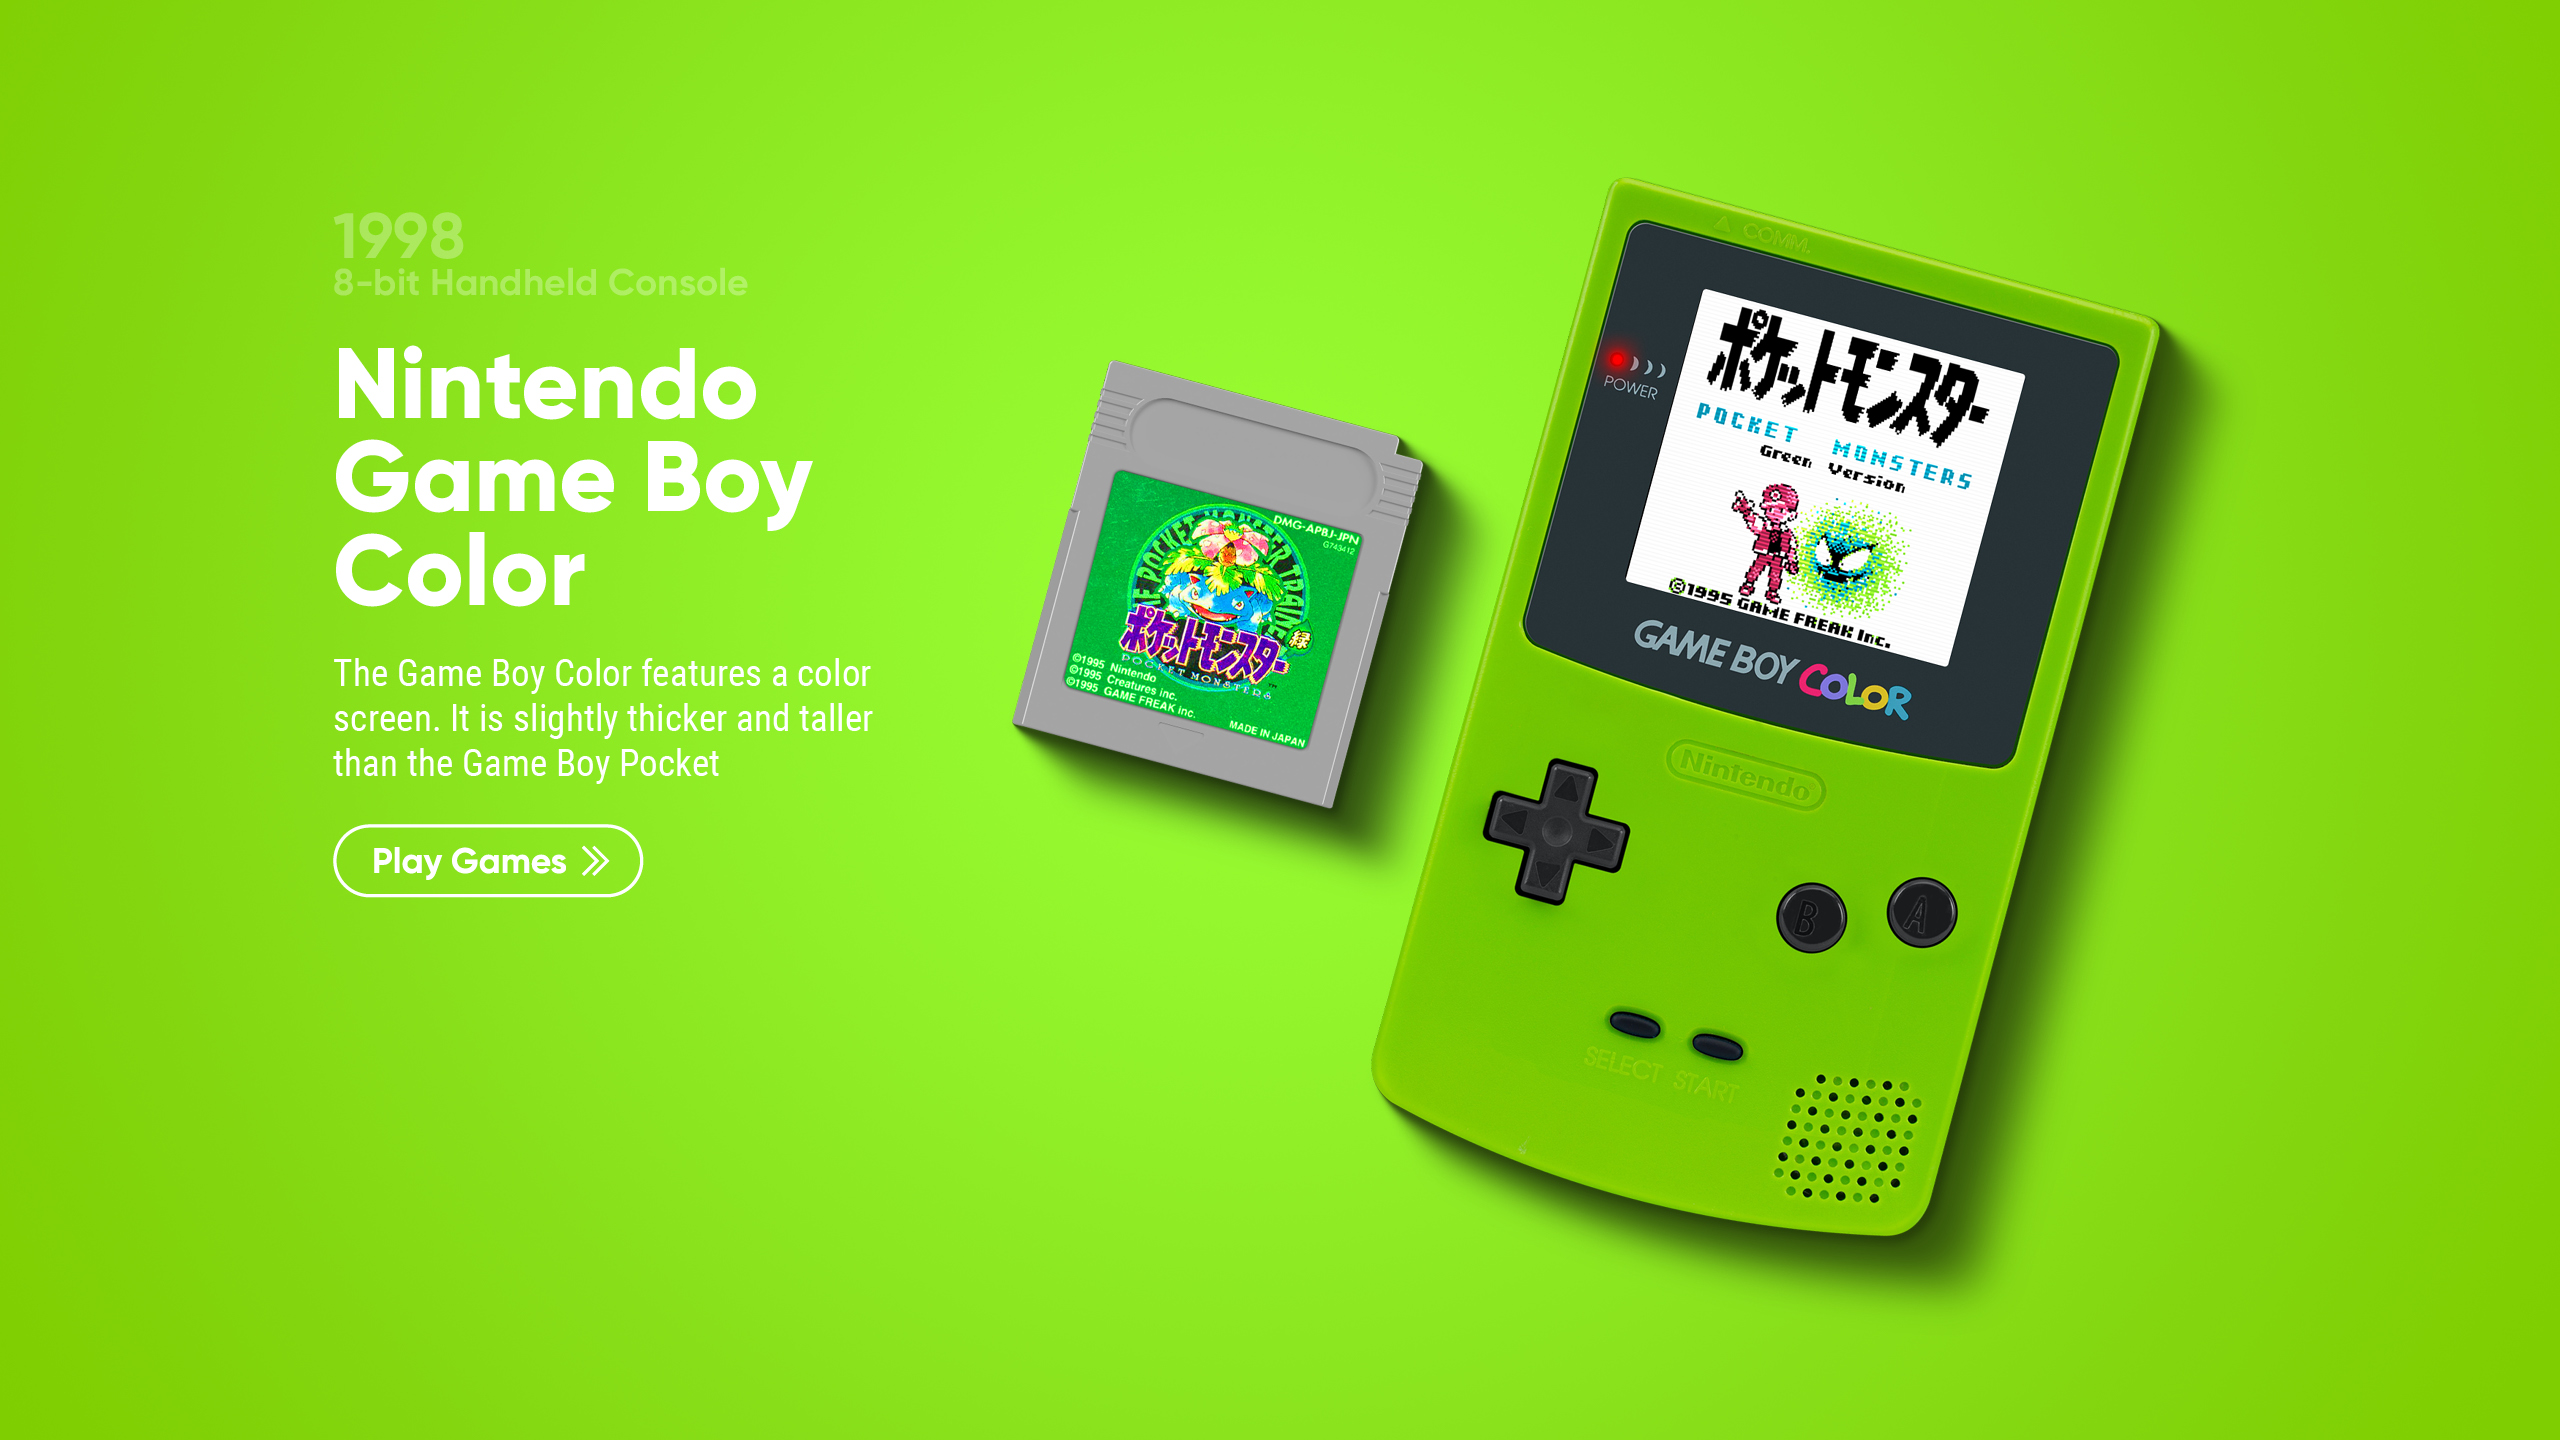 1998
8-bit Handheld Console
Nintendo
Game Boy
Color
The Game Boy Color features a color
screen. It is slightly thicker and taller
than the Game Boy Pocket
Play Games
DMG-APBJ-JPN
G743412
POCKET MONSTER TRAINE
緑
ポケットモンスター
POCKET MONSTERS
©1995 Nintendo
©1995 Creatures inc.
©1995 GAME FREAK inc.
MADE IN JAPAN
COMM.
POWER
ポケットモンスター
POCKET MONSTERS
Green Version
©1995 GAME FREAK inc.
GAME BOY COLOR
Nintendo
B
A
SELECT START